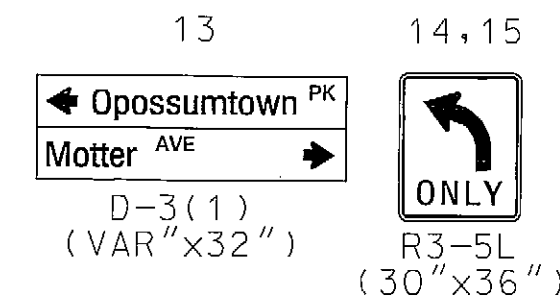 13
Opossumtown PK
Motter AVE
D-3(1)
(VAR"x32")
14,15
ONLY
R3-5L
(30"x36")